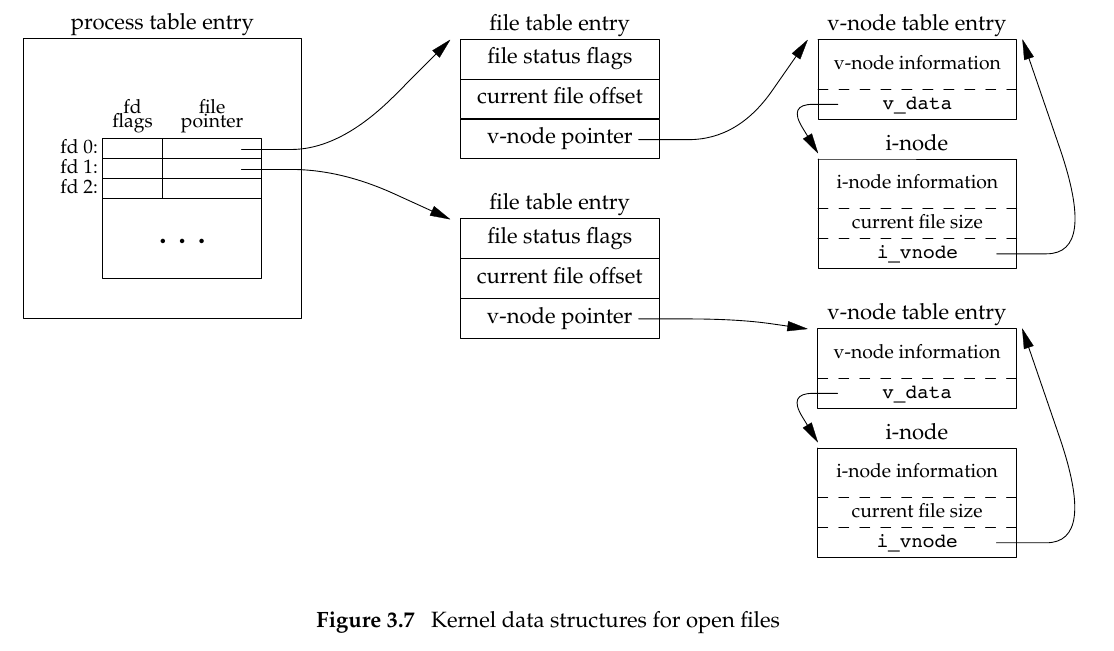 process table entry
fd
flags
file
pointer
fd 0:
fd 1:
fd 2:
. . .
file table entry
file status flags
current file offset
v-node pointer
file table entry
file status flags
current file offset
v-node pointer
v-node table entry
v-node information
v_data
i-node
i-node information
current file size
i_vnode
v-node table entry
v-node information
v_data
i-node
i-node information
current file size
i_vnode
Figure 3.7 Kernel data structures for open files